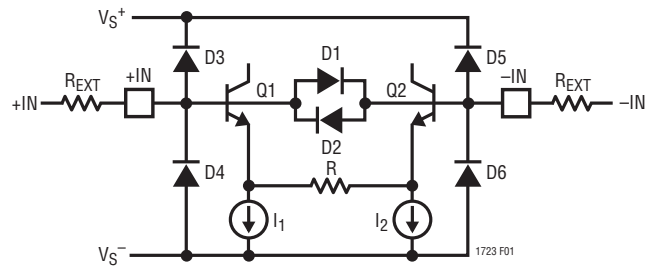 VS+
D3
D1
D5
REXT
+IN
Q1
Q2
–IN
REXT
+IN
–IN
D2
D4
R
D6
I1
I2
VS–
1723 F01